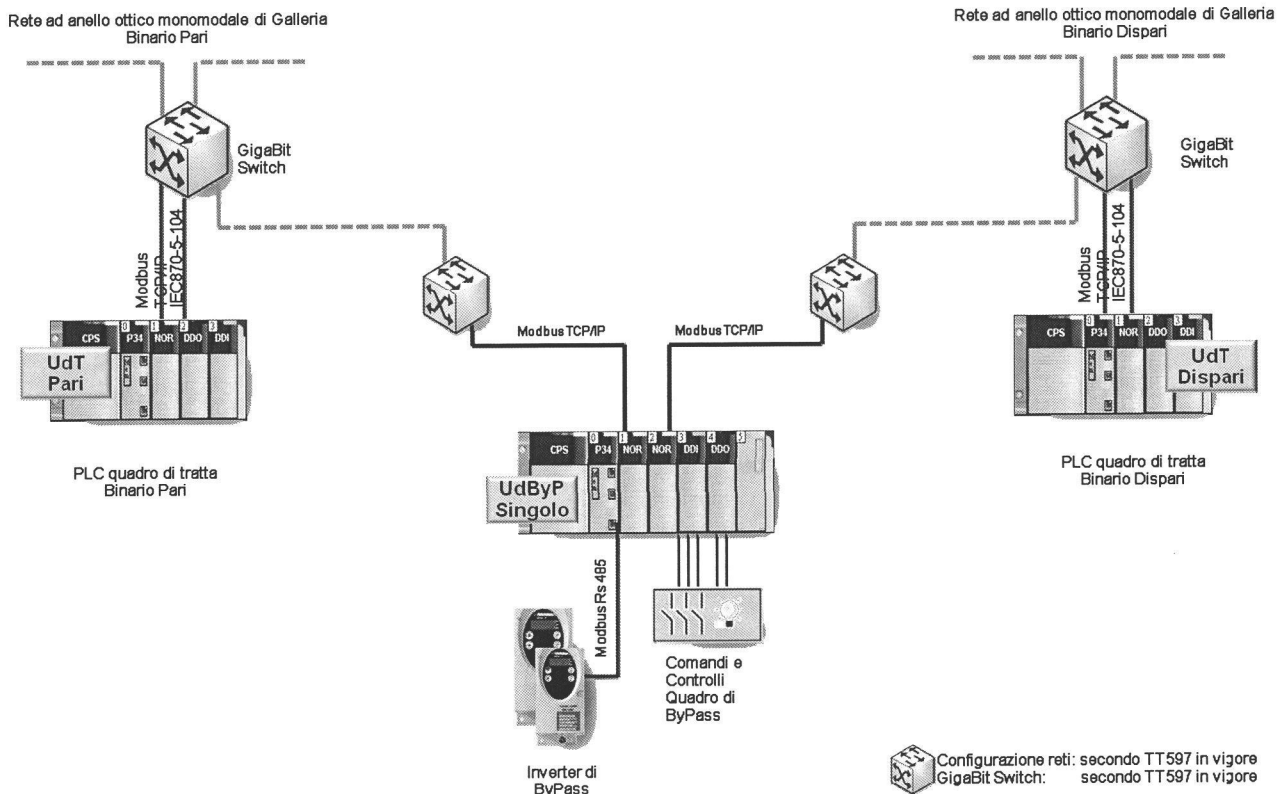 Rete ad anello ottico monomodale di Galleria
Binario Pari
Rete ad anello ottico monomodale di Galleria
Binario Dispari
GigaBit
Switch
GigaBit
Switch
Modbus
TCP/IP
IEC870-5-104
Modbus
TCP/IP
IEC870-5-104
Modbus TCP/IP
Modbus TCP/IP
CPS
0
P34
1
NOR
2
DDO
3
DDI
UdT
Pari
CPS
0
P34
1
NOR
2
DDO
3
DDI
UdT
Dispari
PLC quadro di tratta
Binario Pari
PLC quadro di tratta
Binario Dispari
CPS
0
P34
1
NOR
2
NOR
3
DDI
4
DDO
5
UdByP
Singolo
Modbus Rs 485
Comandi e
Controlli
Quadro di
ByPass
Inverter di
ByPass
Configurazione reti: secondo TT597 in vigore
GigaBit Switch: secondo TT597 in vigore